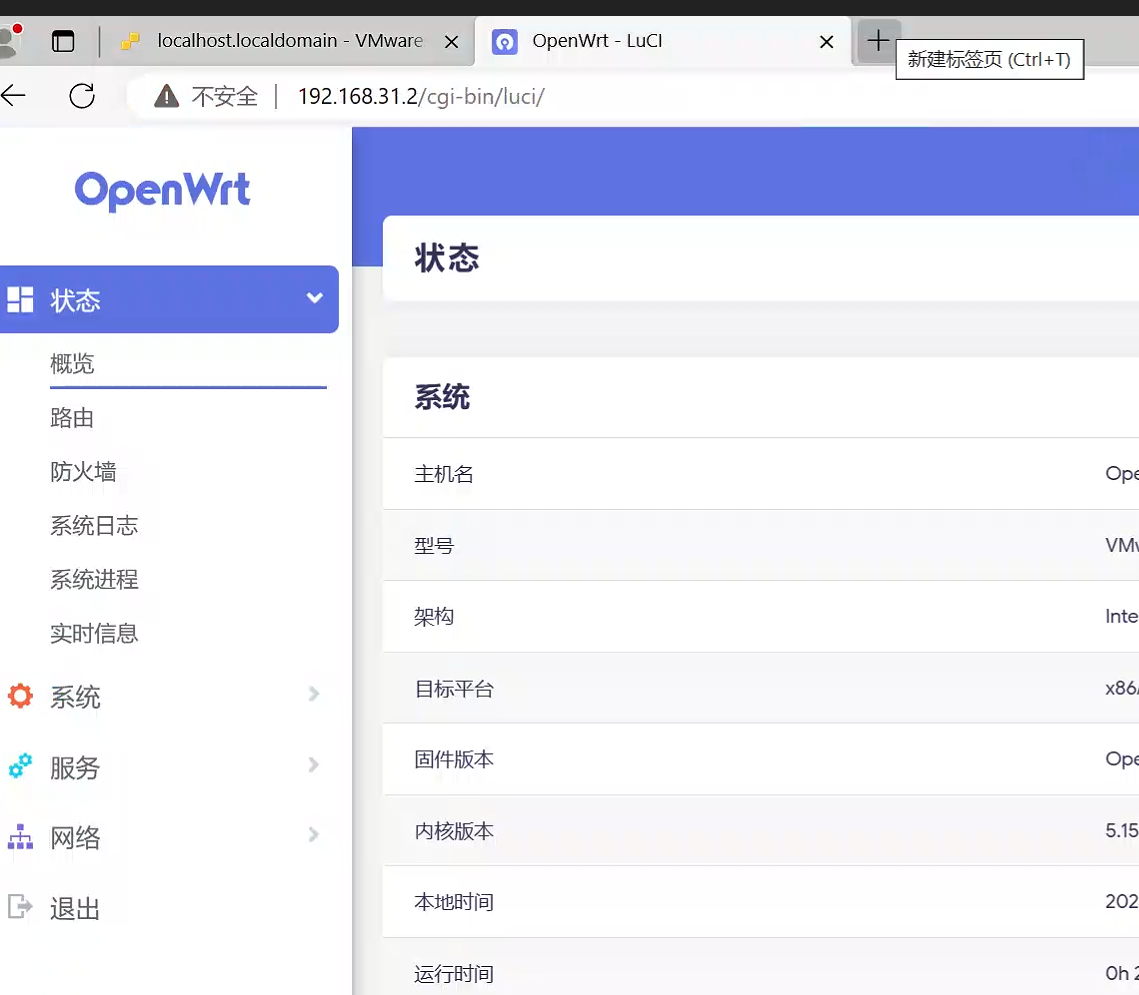 localhost.localdomain - VMware
OpenWrt - LuCI
新建标签页 (Ctrl+T)
不安全
192.168.31.2/cgi-bin/luci/
OpenWrt
状态
概览
路由
防火墙
系统日志
系统进程
实时信息
系统
服务
网络
退出
状态
系统
主机名 Ope
型号 VMw
架构 Inte
目标平台 x86/
固件版本 Ope
内核版本 5.15
本地时间 202
运行时间 0h 2